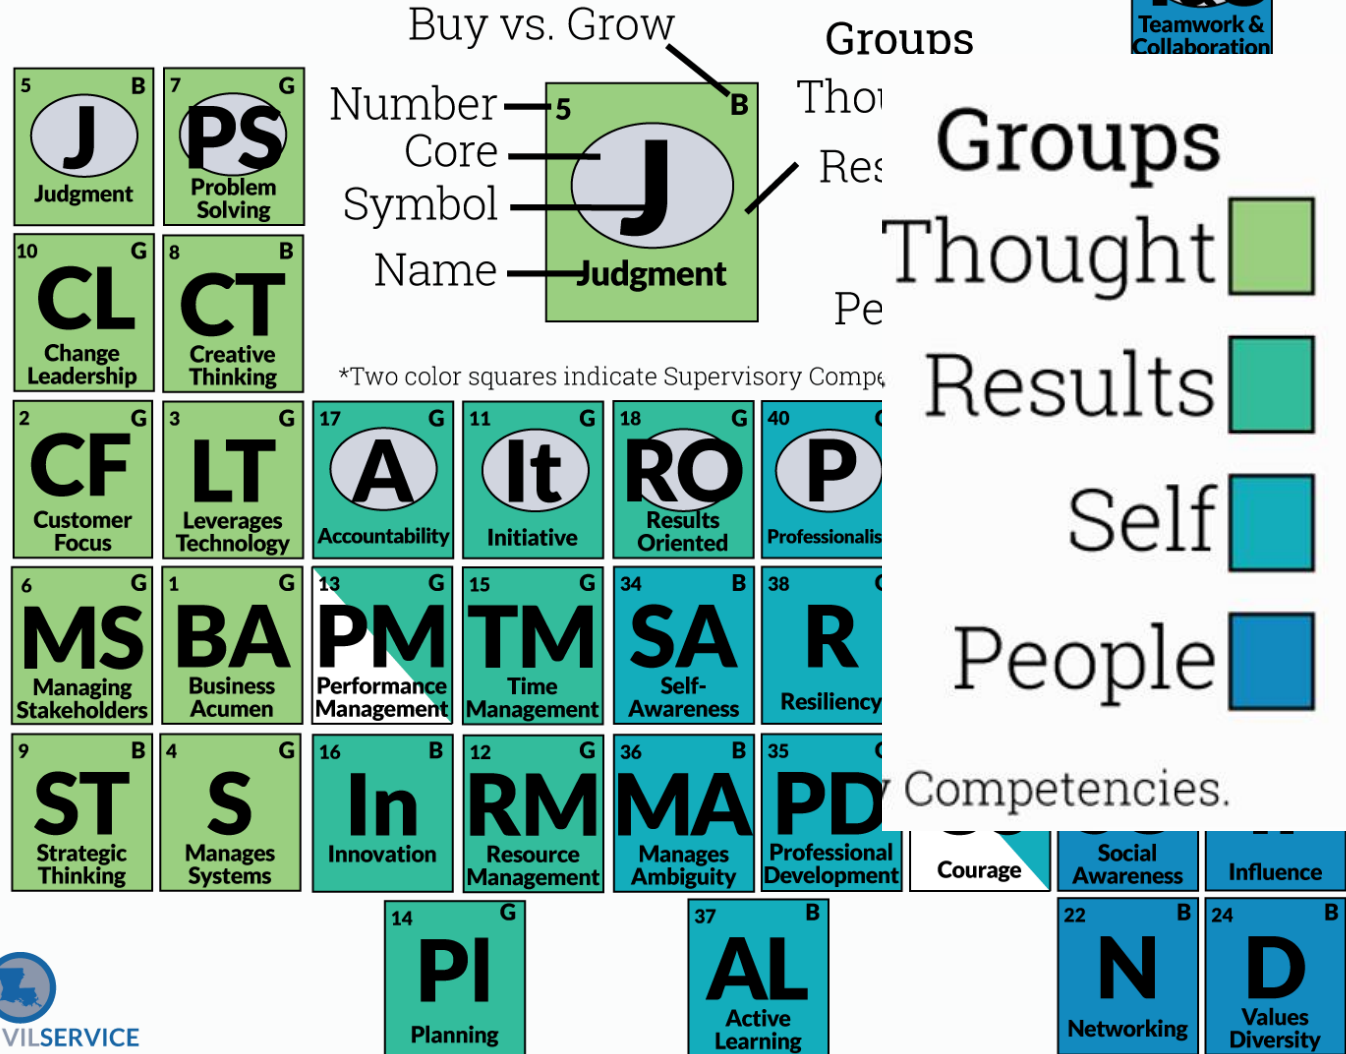 Buy vs. Grow
Groups
Teamwork &
Collaboration
Number
Core
Symbol
Name
5 B
J
Judgment
5 B
J
Judgment
7 G
PS
Problem
Solving
Groups
Thought
Results
Self
People
10 G
CL
Change
Leadership
8 B
CT
Creative
Thinking
*Two color squares indicate Supervisory
Competencies.
2 G
CF
Customer
Focus
3 G
LT
Leverages
Technology
17 G
A
Accountability
11 G
It
Initiative
18 G
RO
Results
Oriented
40
P
6 G
MS
Managing
Stakeholders
1 G
BA
Business
Acumen
13 G
PM
Performance
Management
15 G
TM
Time
Management
34 B
SA
Self-
Awareness
38
R
Resiliency
9 B
ST
Strategic
Thinking
4 G
S
Manages
Systems
16 B
In
Innovation
12 G
RM
Resource
Management
36 B
MA
Manages
Ambiguity
35
PD
Professional
Development
Courage
Social
Awareness
Influence
14 G
PI
Planning
37 B
AL
Active
Learning
22 B
N
Networking
24 B
D
Values
Diversity
VILSERVICE